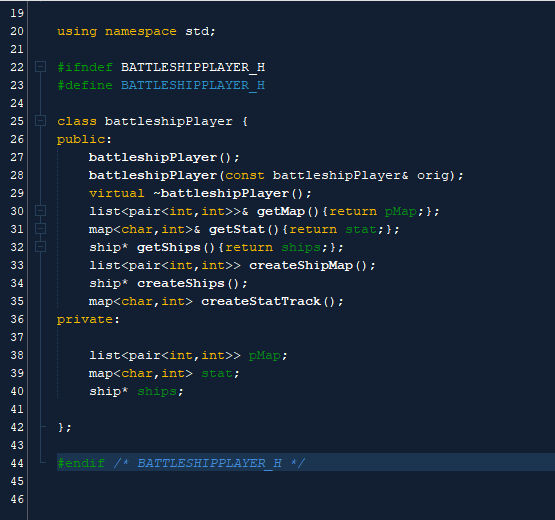 19
20 using namespace std;
21
22 #ifndef BATTLESHIPPLAYER_H
23 #define BATTLESHIPPLAYER_H
24
25 class battleshipPlayer {
26 public:
27     battleshipPlayer();
28     battleshipPlayer(const battleshipPlayer& orig);
29     virtual ~battleshipPlayer();
30     list<pair<int,int>>& getMap(){return pMap;};
31     map<char,int>& getStat(){return stat;};
32     ship* getShips(){return ships;};
33     list<pair<int,int>> createShipMap();
34     ship* createShips();
35     map<char,int> createStatTrack();
36 private:
37
38     list<pair<int,int>> pMap;
39     map<char,int> stat;
40     ship* ships;
41
42 };
43
44 #endif /* BATTLESHIPPLAYER_H */
45
46